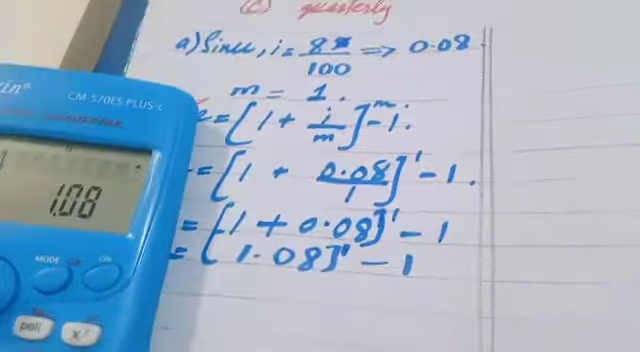 (c) quarterly
a) Since, i = 8% / 100 => 0.08
m = 1.
= [1 + i/m]^m - 1.
= [1 + 0.08/1]^1 - 1.
= [1 + 0.08]^1 - 1
= [1.08]^1 - 1
CM-570ES PLUS-c
1.08
MODE
ON